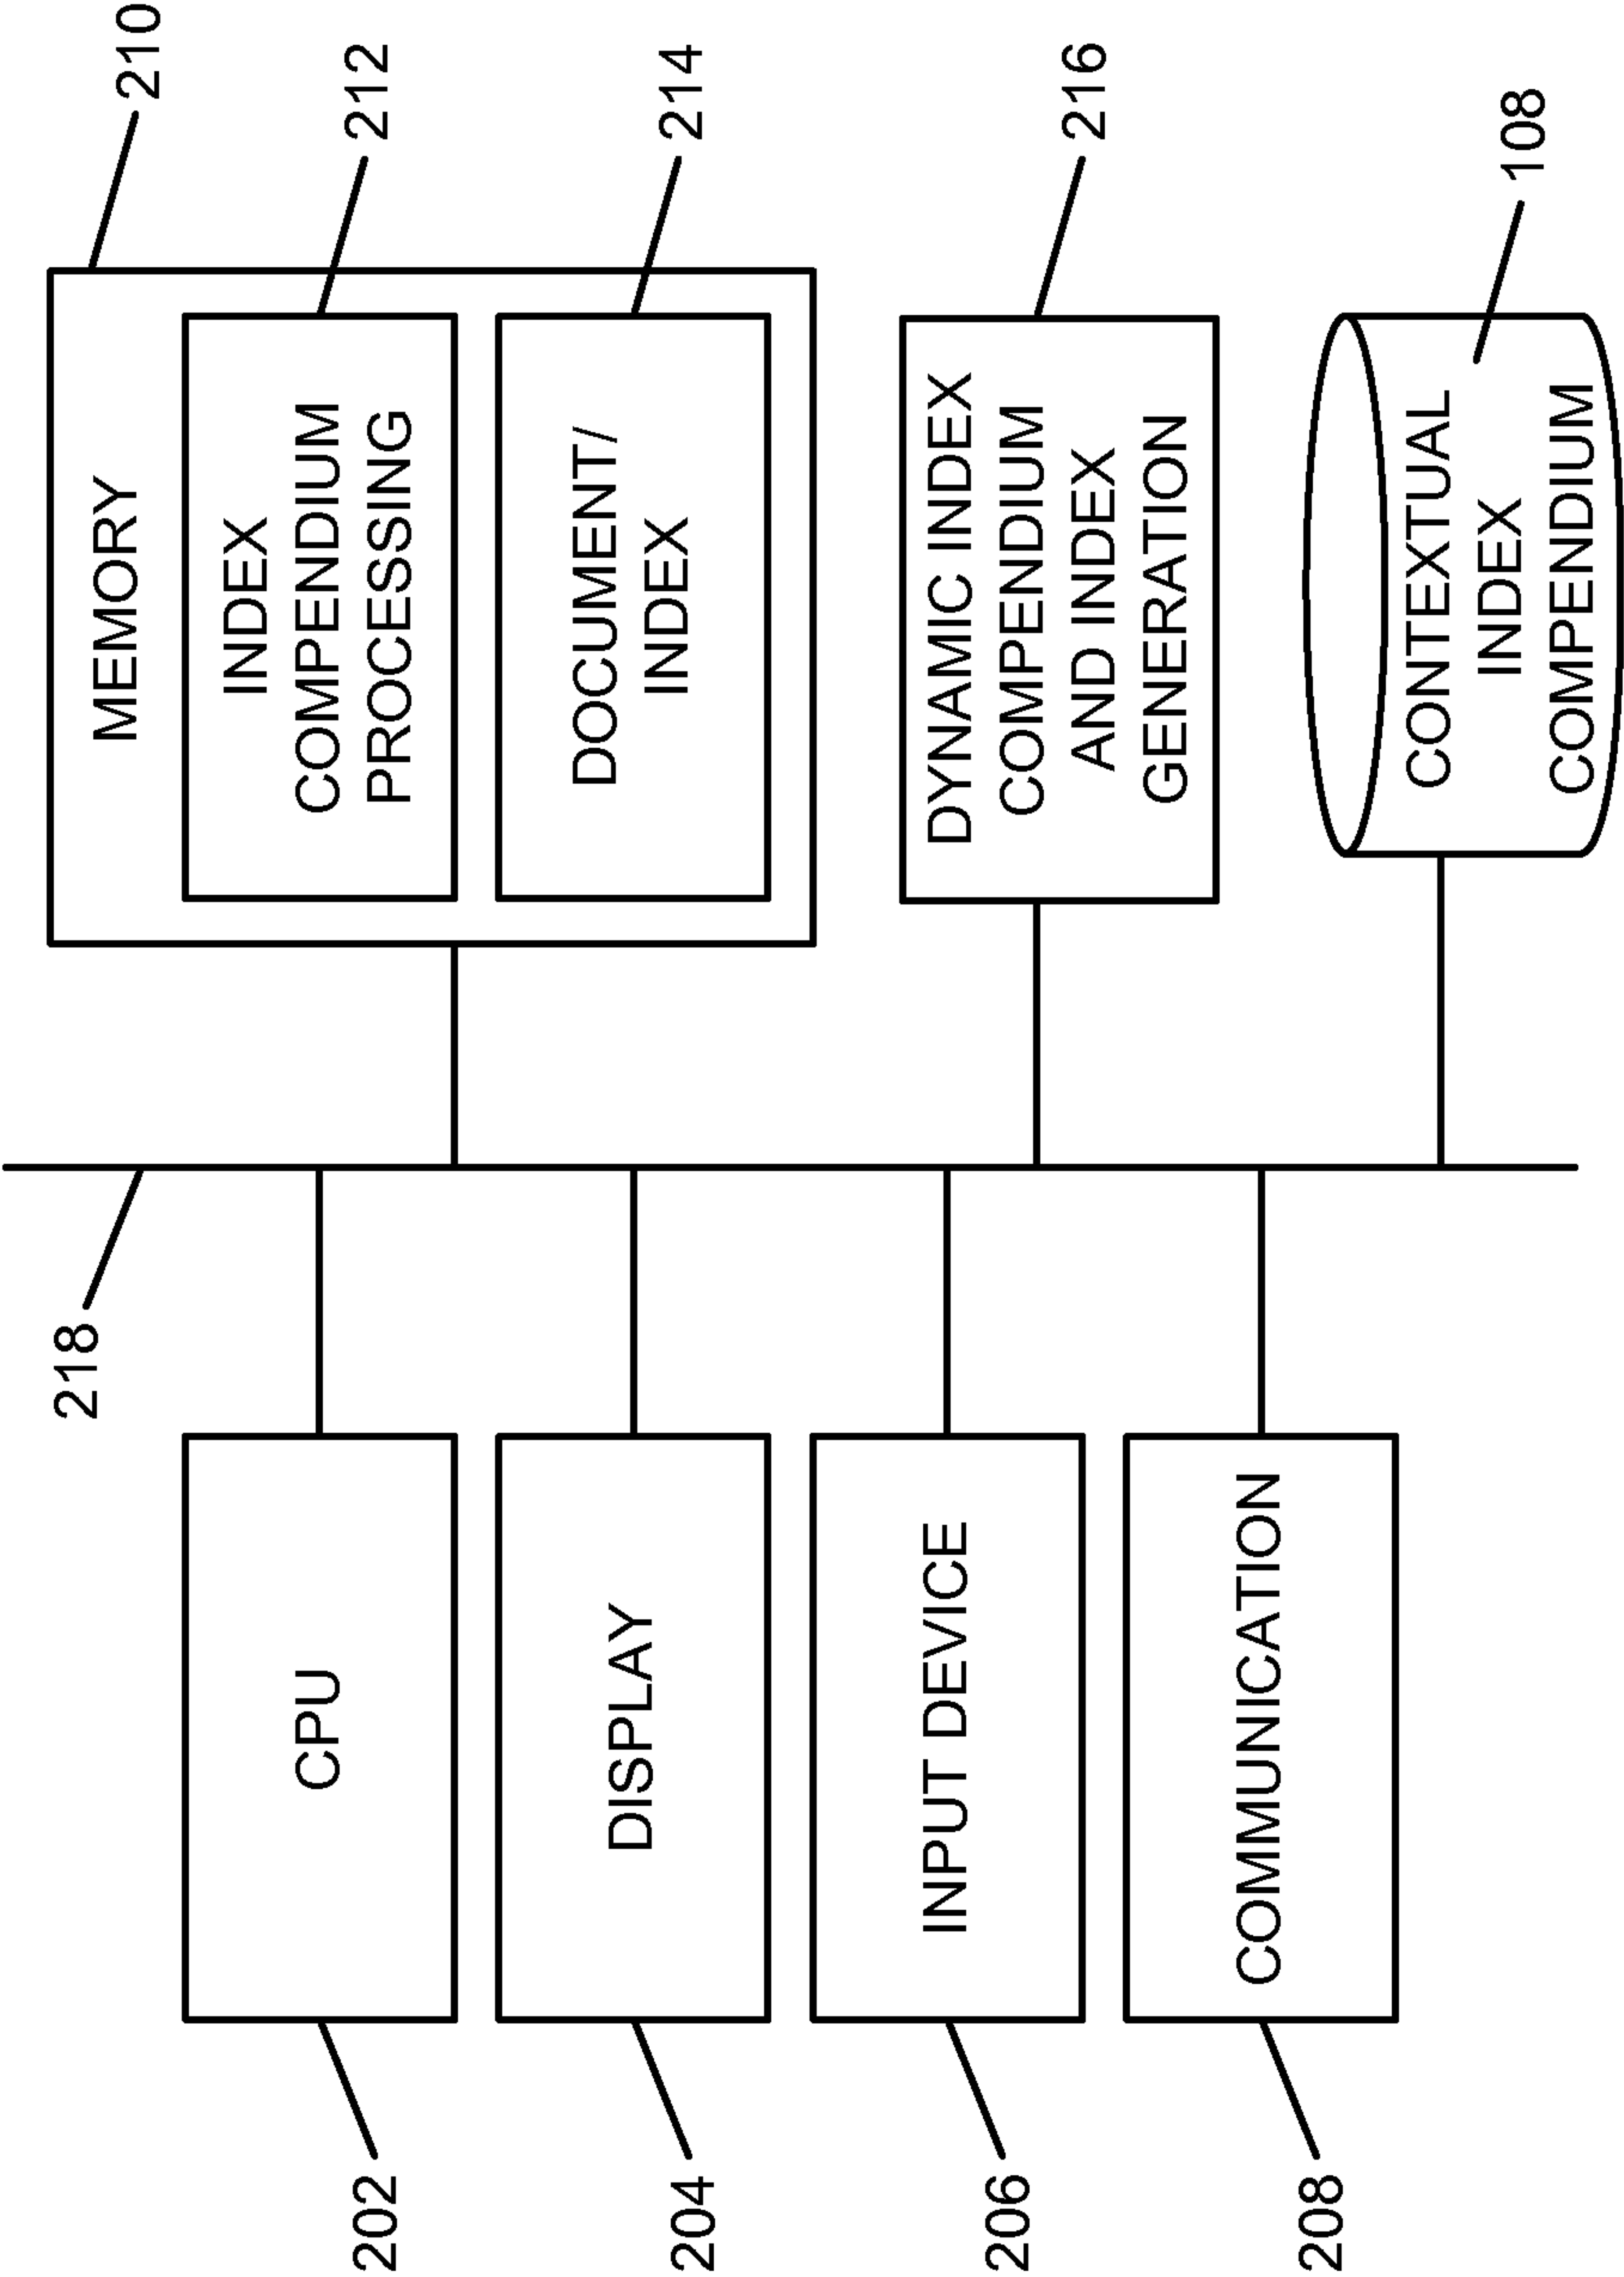 218
202
CPU
204
DISPLAY
206
INPUT DEVICE
208
COMMUNICATION
MEMORY
210
INDEX
COMPENDIUM
PROCESSING
212
DOCUMENT/
INDEX
214
DYNAMIC INDEX
COMPENDIUM
AND INDEX
GENERATION
216
CONTEXTUAL
INDEX
COMPENDIUM
108